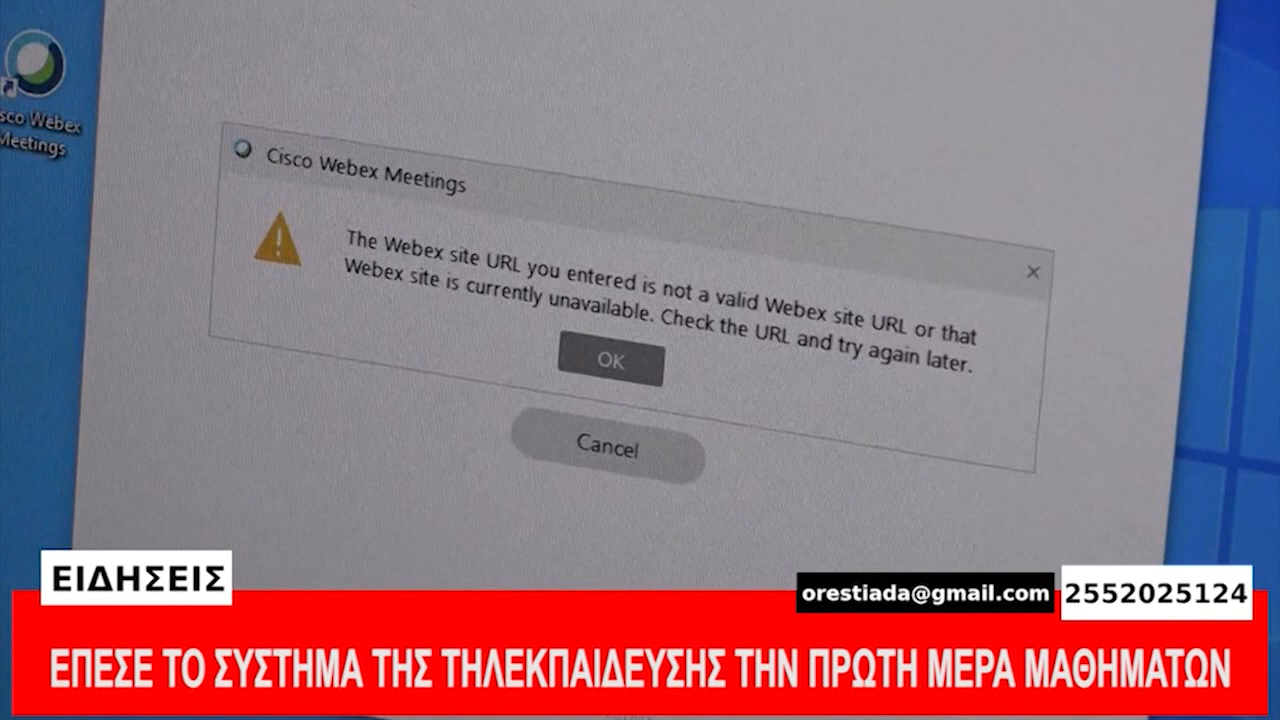 sco Webex
Meetings
Cisco Webex Meetings
The Webex site URL you entered is not a valid Webex site URL or that
Webex site is currently unavailable. Check the URL and try again later.
OK
Cancel
ΕΙΔΗΣΕΙΣ
orestiada@gmail.com
2552025124
ΕΠΕΣΕ ΤΟ ΣΥΣΤΗΜΑ ΤΗΣ ΤΗΛΕΚΠΑΙΔΕΥΣΗΣ ΤΗΝ ΠΡΩΤΗ ΜΕΡΑ ΜΑΘΗΜΑΤΩΝ